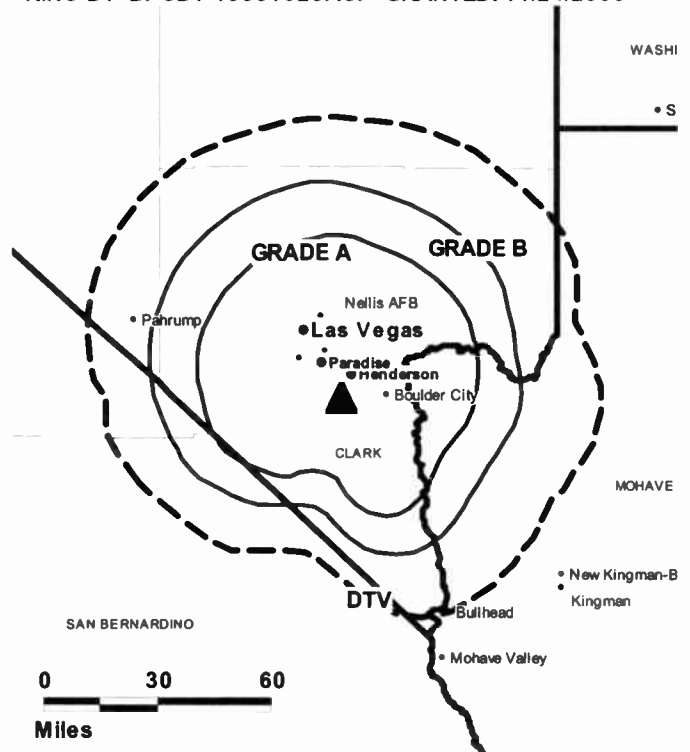 WASHI
S
GRADE A
GRADE B
Nellis AFB
Pahrump
Las Vegas
Paradise
Henderson
Boulder City
CLARK
MOHAVE
New Kingman-B
Kingman
DTV
Bullhead
SAN BERNARDINO
Mohave Valley
0 30 60
Miles